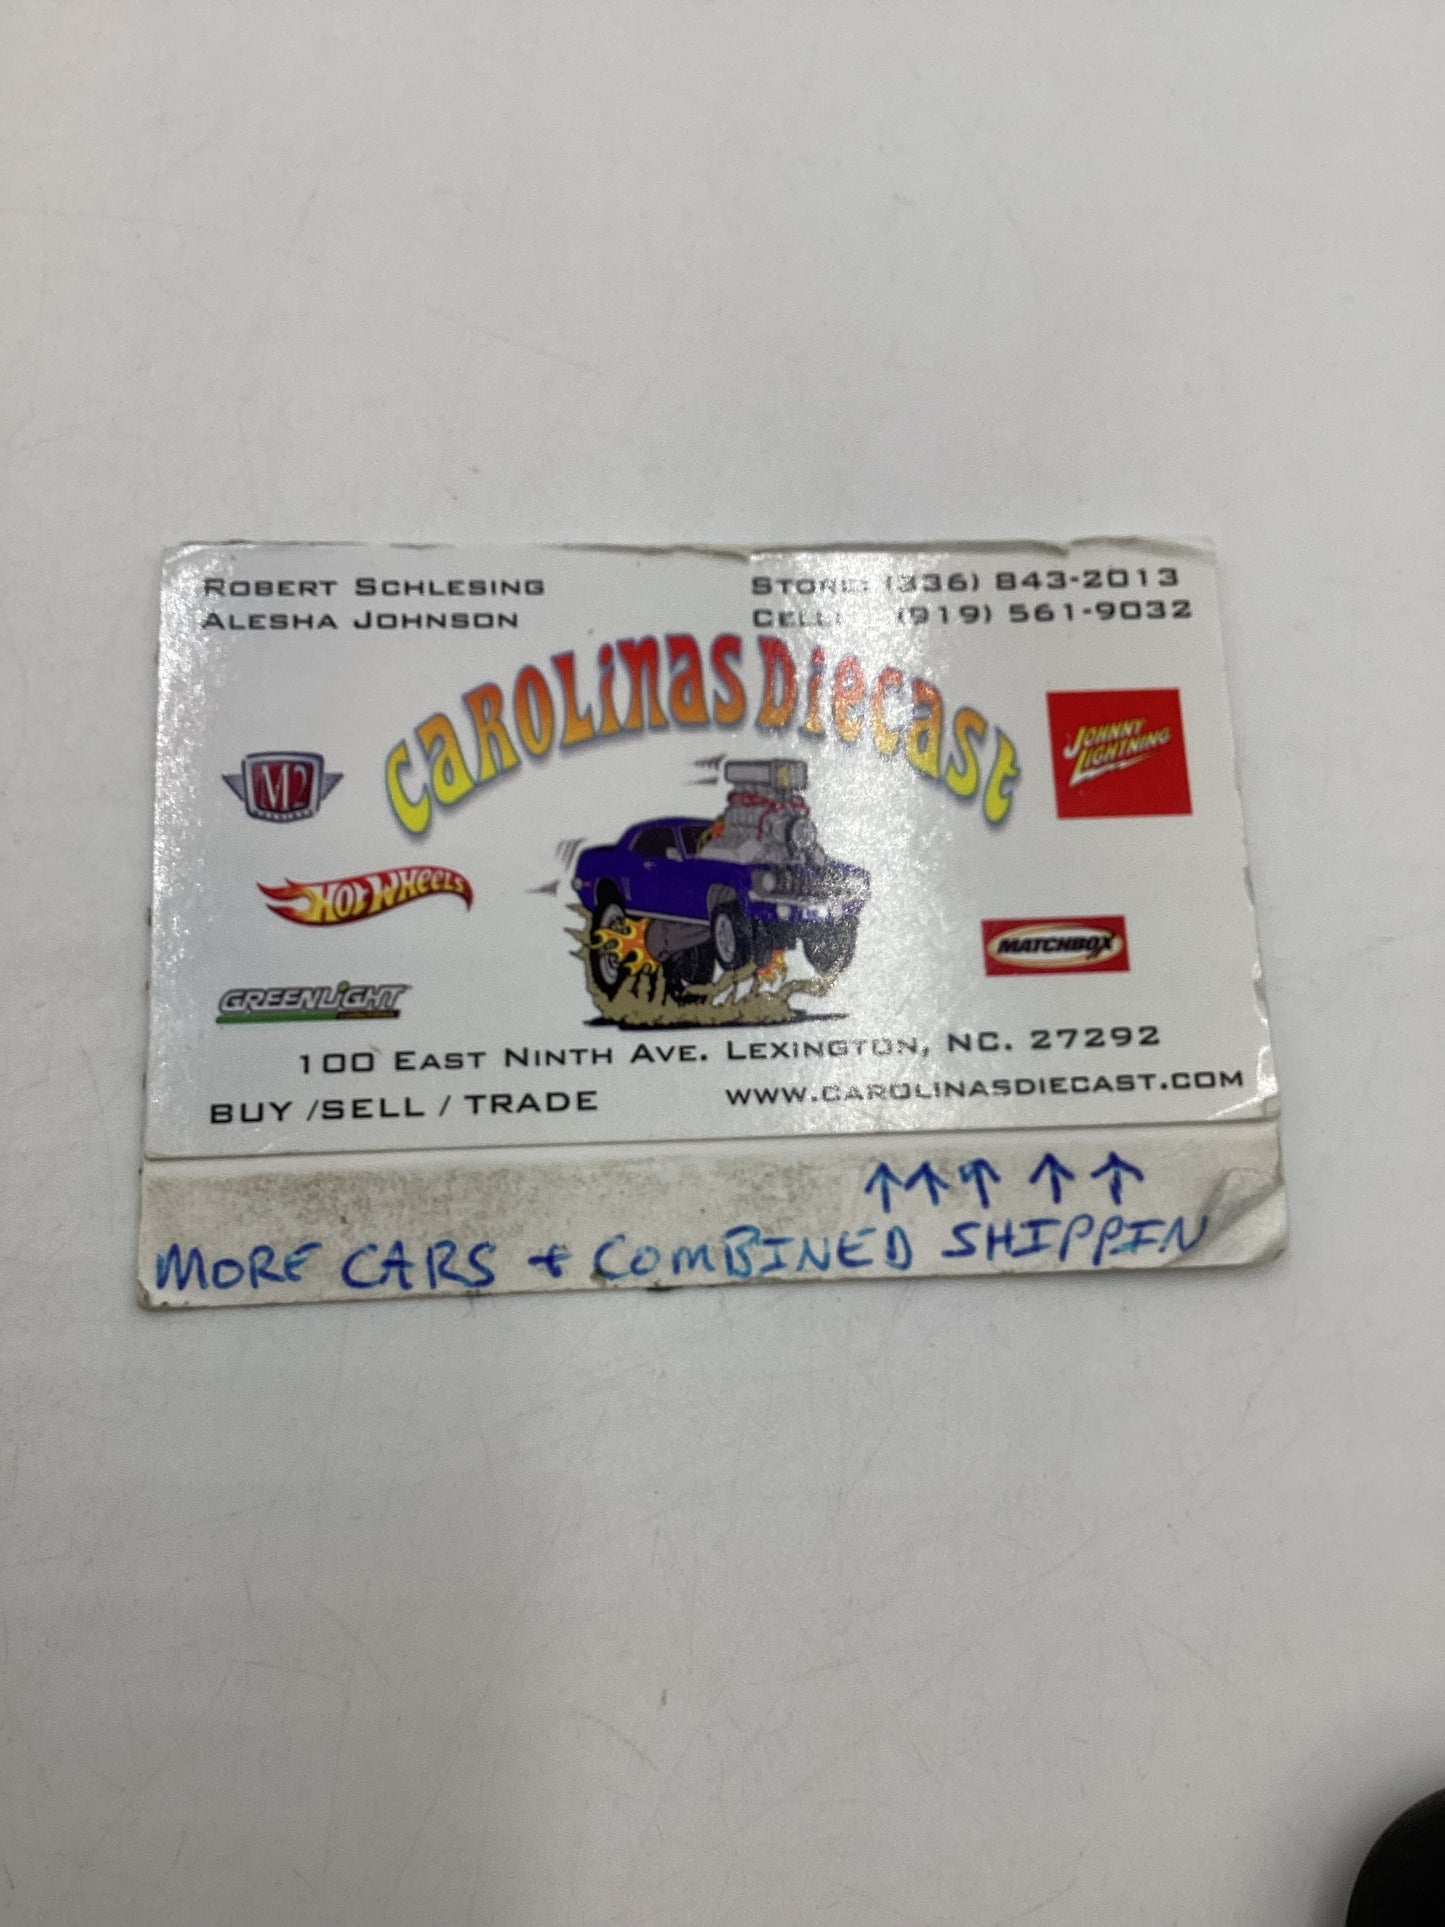 ROBERT SCHLESING
ALESHA JOHNSON
STORE: (336) 843-2013
CELL: (919) 561-9032
CAROLINAS DIECAST
M2
JOHNNY LIGHTNING
HOT WHEELS
MATCHBOX
GREENLIGHT
100 EAST NINTH AVE. LEXINGTON, NC. 27292
BUY /SELL / TRADE
WWW.CAROLINASDIECAST.COM
↑↑↑↑↑
MORE CARS + COMBINED SHIPPIN